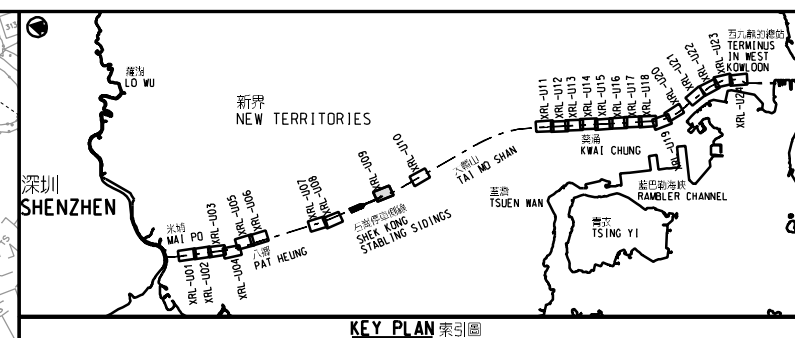 羅湖
LO WU
新界
NEW TERRITORIES
深圳
SHENZHEN
米埔
MAI PO
XRL-U01
XRL-U02
XRL-U03
XRL-U04
XRL-U05
XRL-U06
八鄉
PAT HEUNG
XRL-U07
XRL-U08
XRL-U09
石崗停車側線
SHEK KONG
STABLING SIDINGS
XRL-U10
大帽山
TAI MO SHAN
XRL-U11
XRL-U12
XRL-U13
XRL-U14
XRL-U15
XRL-U16
XRL-U17
XRL-U18
葵涌
KWAI CHUNG
XRL-U19
XRL-U20
XRL-U21
XRL-U22
XRL-U23
XRL-U24
西九龍的總站
TERMINUS
IN WEST
KOWLOON
荃灣
TSUEN WAN
藍巴勒海峽
RAMBLER CHANNEL
青衣
TSING YI
KEY PLAN 索引圖